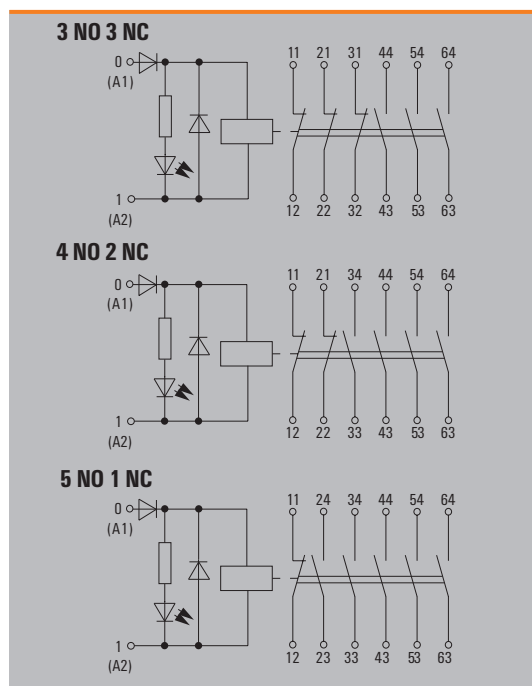 3 NO 3 NC
11 21 31 44 54 64
0
(A1)
1
(A2)
12 22 32 43 53 63
4 NO 2 NC
11 21 34 44 54 64
0
(A1)
1
(A2)
12 22 33 43 53 63
5 NO 1 NC
11 24 34 44 54 64
0
(A1)
1
(A2)
12 23 33 43 53 63